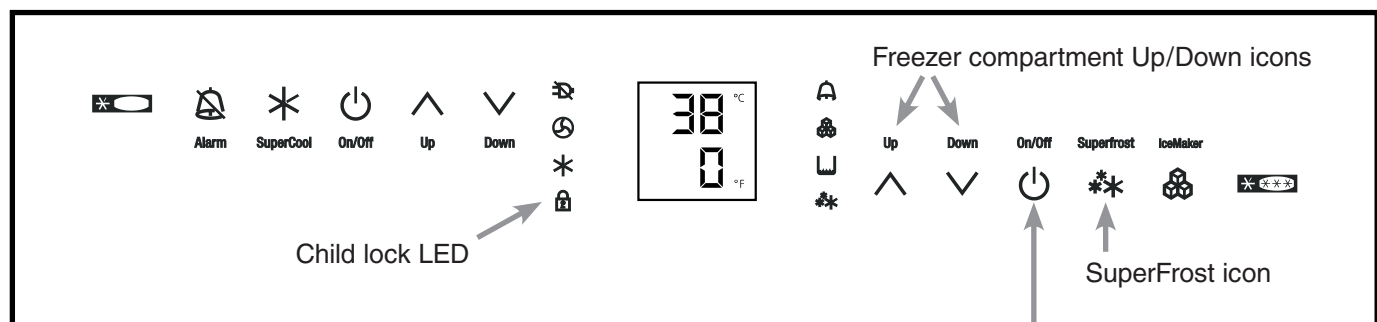 Freezer compartment Up/Down icons
38 °C
0 °F
Alarm SuperCool On/Off Up Down
Up Down On/Off Superfrost IceMaker
Child lock LED
SuperFrost icon